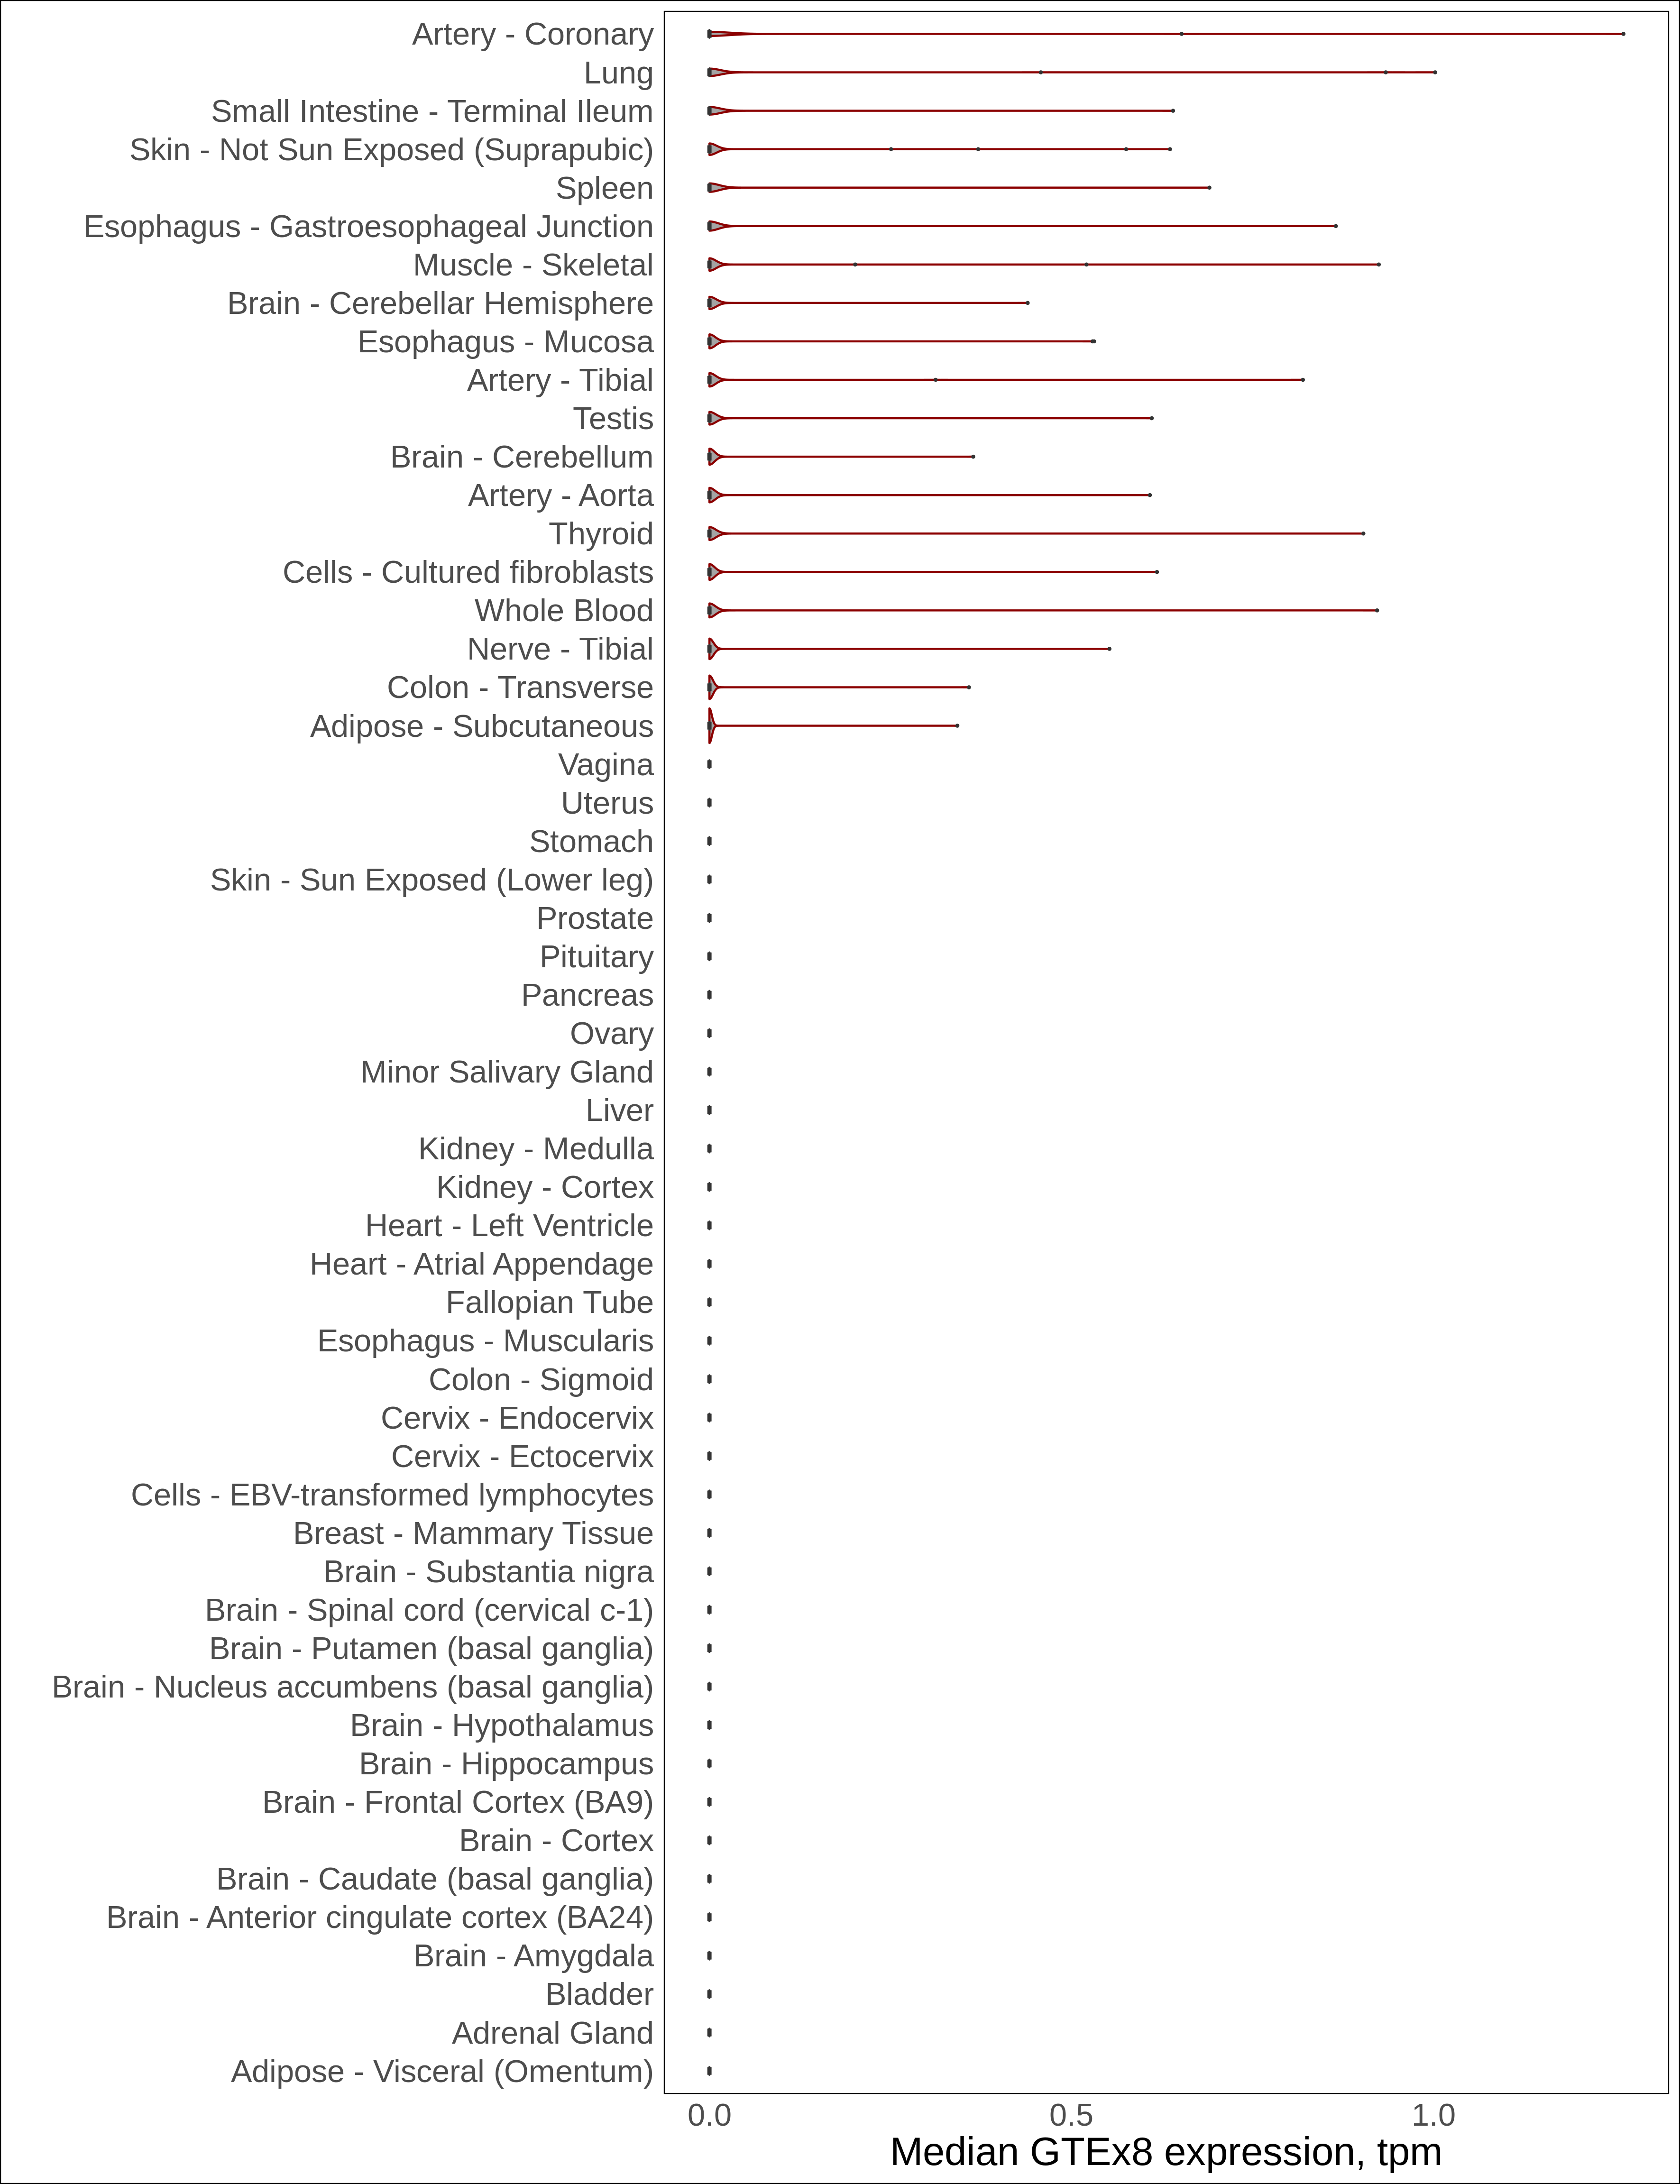 Artery - Coronary
Lung
Small Intestine - Terminal Ileum
Skin - Not Sun Exposed (Suprapubic)
Spleen
Esophagus - Gastroesophageal Junction
Muscle - Skeletal
Brain - Cerebellar Hemisphere
Esophagus - Mucosa
Artery - Tibial
Testis
Brain - Cerebellum
Artery - Aorta
Thyroid
Cells - Cultured fibroblasts
Whole Blood
Nerve - Tibial
Colon - Transverse
Adipose - Subcutaneous
Vagina
Uterus
Stomach
Skin - Sun Exposed (Lower leg)
Prostate
Pituitary
Pancreas
Ovary
Minor Salivary Gland
Liver
Kidney - Medulla
Kidney - Cortex
Heart - Left Ventricle
Heart - Atrial Appendage
Fallopian Tube
Esophagus - Muscularis
Colon - Sigmoid
Cervix - Endocervix
Cervix - Ectocervix
Cells - EBV-transformed lymphocytes
Breast - Mammary Tissue
Brain - Substantia nigra
Brain - Spinal cord (cervical c-1)
Brain - Putamen (basal ganglia)
Brain - Nucleus accumbens (basal ganglia)
Brain - Hypothalamus
Brain - Hippocampus
Brain - Frontal Cortex (BA9)
Brain - Cortex
Brain - Caudate (basal ganglia)
Brain - Anterior cingulate cortex (BA24)
Brain - Amygdala
Bladder
Adrenal Gland
Adipose - Visceral (Omentum)
0.0 0.5 1.0
Median GTEx8 expression, tpm